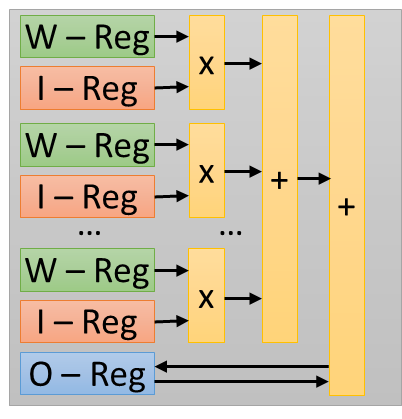 W – Reg
x
I – Reg
W – Reg
x
I – Reg
+
+
... ...
W – Reg
x
I – Reg
O – Reg